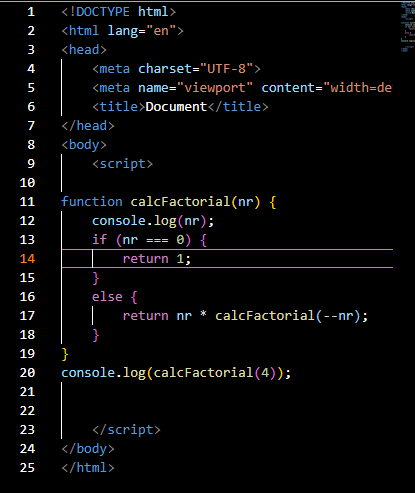 1 <!DOCTYPE html>
2 <html lang="en">
3 <head>
4     <meta charset="UTF-8">
5     <meta name="viewport" content="width=de
6     <title>Document</title>
7 </head>
8 <body>
9     <script>
10
11 function calcFactorial(nr) {
12     console.log(nr);
13     if (nr === 0) {
14         return 1;
15     }
16     else {
17         return nr * calcFactorial(--nr);
18     }
19 }
20 console.log(calcFactorial(4));
21
22
23     </script>
24 </body>
25 </html>